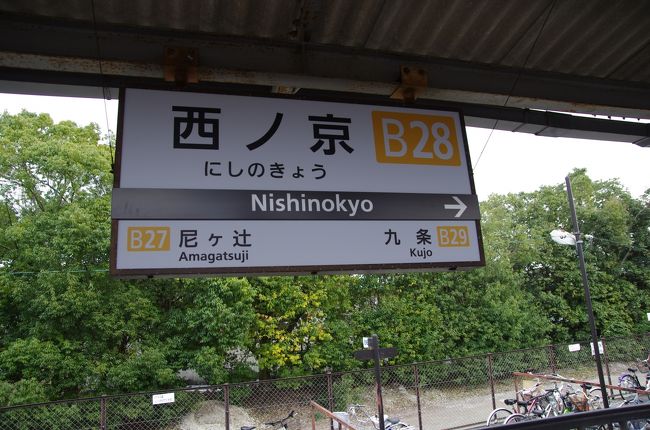 西ノ京 B28
にしのきょう
Nishinokyo →
B27 尼ヶ辻 九条 B29
Amagatsuji Kujo